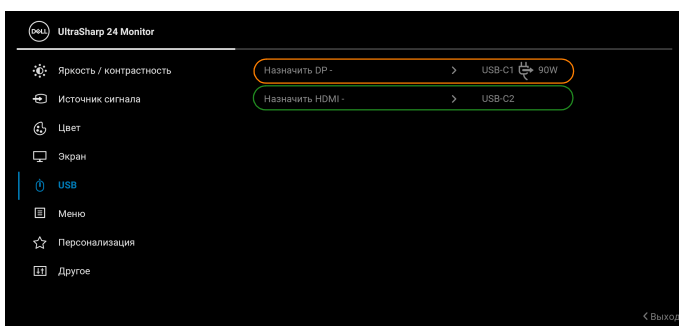 DELL UltraSharp 24 Monitor
Яркость / контрастность
Назначить DP - > USB-C1 90W
Источник сигнала
Назначить HDMI - > USB-C2
Цвет
Экран
USB
Меню
Персонализация
Другое
< Выход